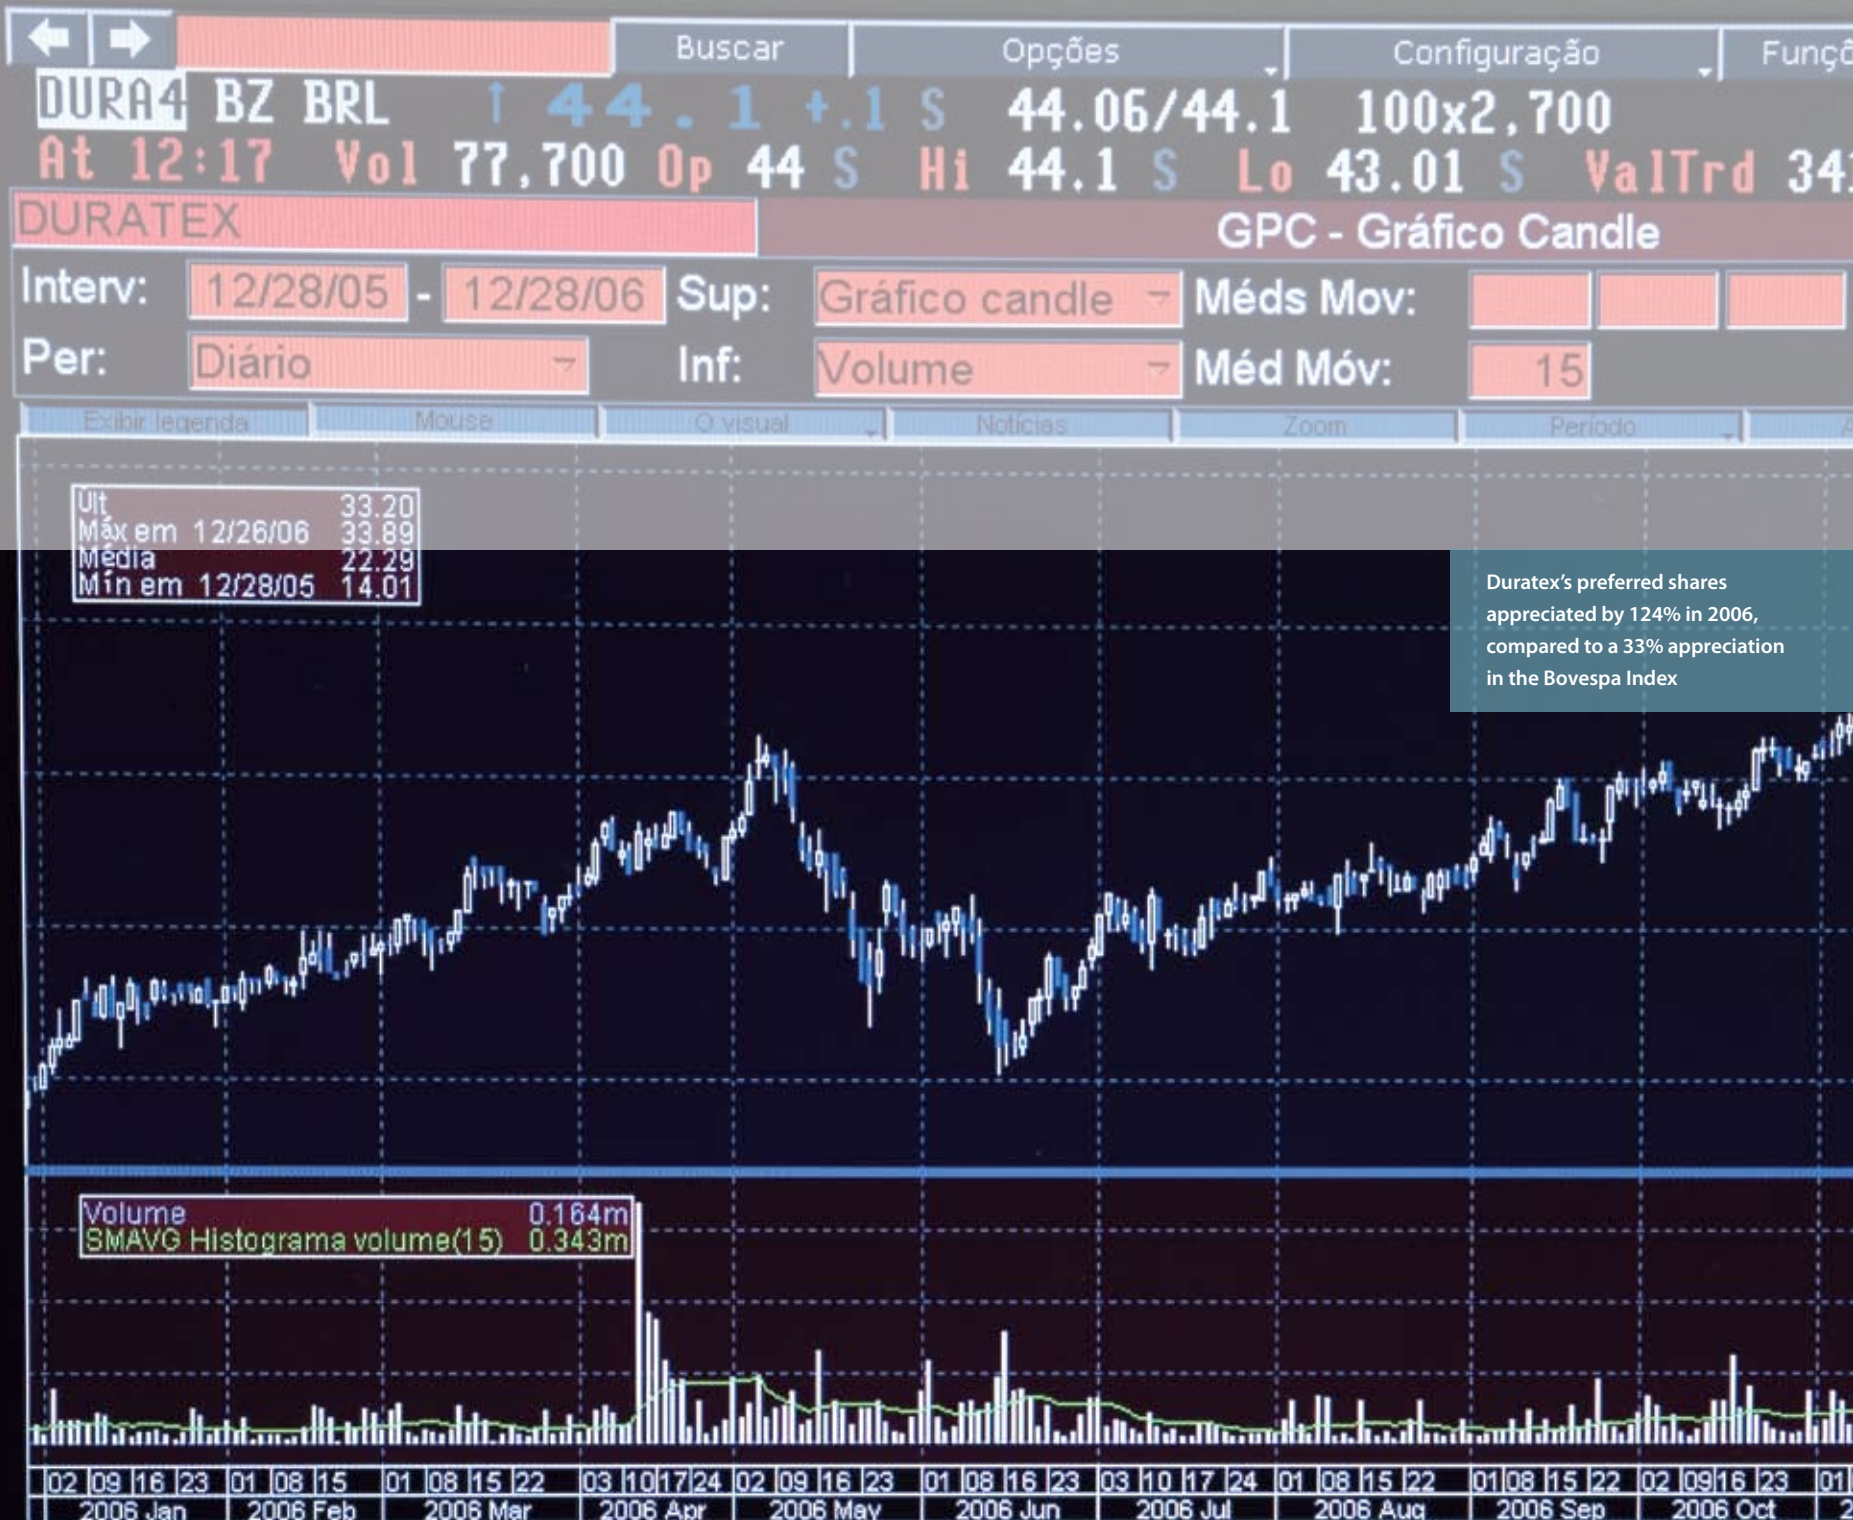 Buscar Opções Configuração
DURA4 BZ BRL ↑ 44.1 +.1 S 44.06/44.1 100x2,700
At 12:17 Vol 77,700 Op 44 S Hi 44.1 S Lo 43.01 S ValTrd
DURATEX GPC - Gráfico Candle
Interv: 12/28/05 - 12/28/06 Sup: Gráfico candle Méds Mov:
Per: Diário Inf: Volume Méd Móv: 15
Exibir legenda Mouse O visual Notícias Zoom Período
Últ 33.20
Máx em 12/26/06 33.89
Média 22.29
Mín em 12/28/05 14.01
Duratex’s preferred shares
appreciated by 124% in 2006,
compared to a 33% appreciation
in the Bovespa Index
Volume 0.164m
SMAVG Histograma volume(15) 0.343m
02 09 16 23 01 08 15 01 08 15 22 03 10 17 24 02 09 16 23 01 08 16 23 03 10 17 24 01 08 15 22 01 08 15 22 02 09 16 23 01
2006 Jan 2006 Feb 2006 Mar 2006 Apr 2006 May 2006 Jun 2006 Jul 2006 Aug 2006 Sep 2006 Oct